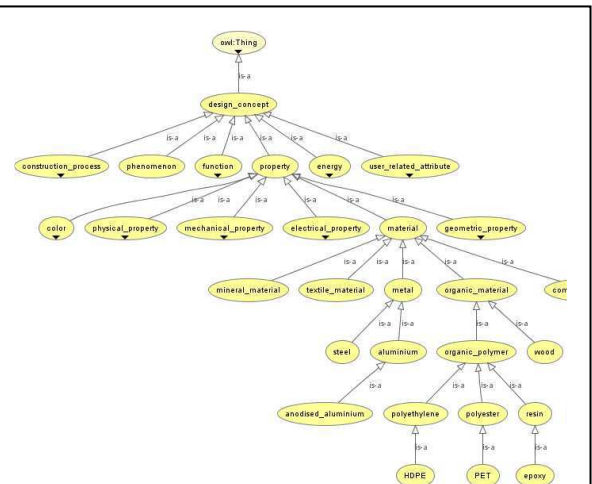 owl:Thing
is-a
design_concept
is-a is-a is-a is-a is-a is-a
construction_process phenomenon function property energy user_related_attribute
is-a is-a is-a is-a is-a is-a
color physical_property mechanical_property electrical_property material geometric_property
is-a is-a is-a is-a is-a
mineral_material textile_material metal organic_material
is-a is-a is-a is-a
steel aluminium organic_polymer wood
is-a is-a is-a is-a
anodised_aluminium polyethylene polyester resin
is-a is-a is-a
HDPE PET epoxy